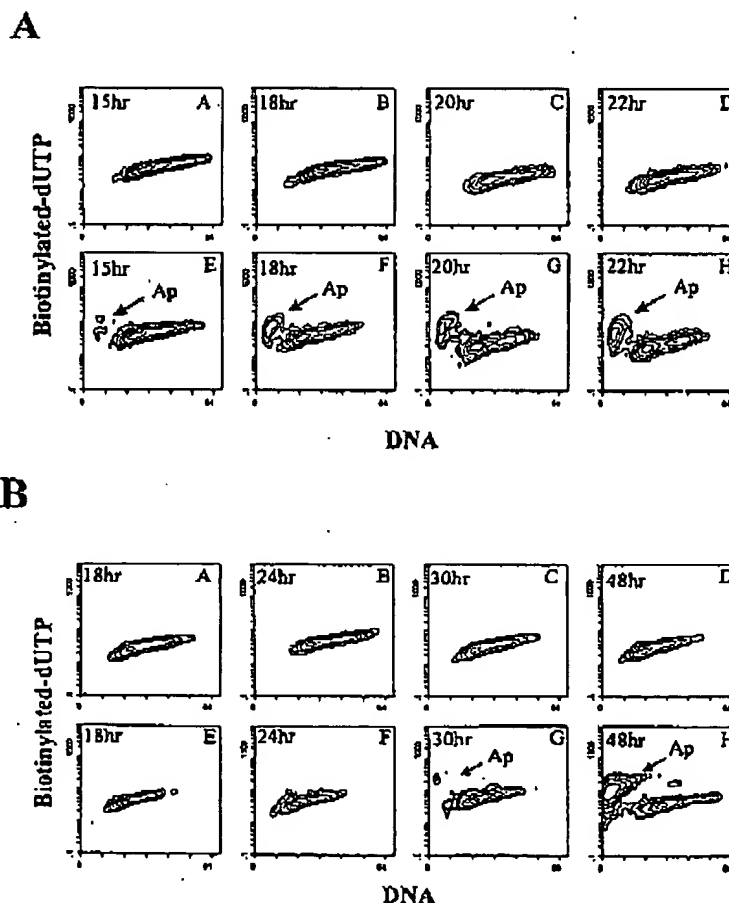 A
15hr A 18hr B 20hr C 22hr D
Biotinylated-dUTP
15hr E 18hr F 20hr G 22hr H
Ap Ap Ap Ap
DNA
B
18hr A 24hr B 30hr C 48hr D
Biotinylated-dUTP
18hr E 24hr F 30hr G 48hr H
Ap Ap
DNA